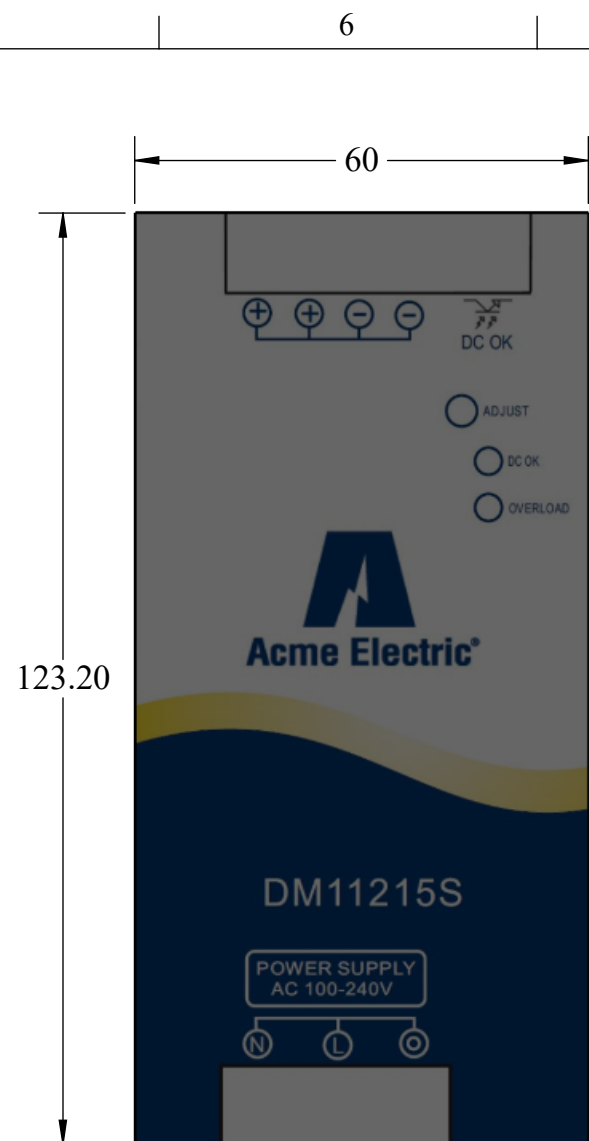 6
60
+ + − −
DC OK
ADJUST
DC OK
OVERLOAD
Acme Electric®
123.20
DM11215S
POWER SUPPLY
AC 100-240V
N L